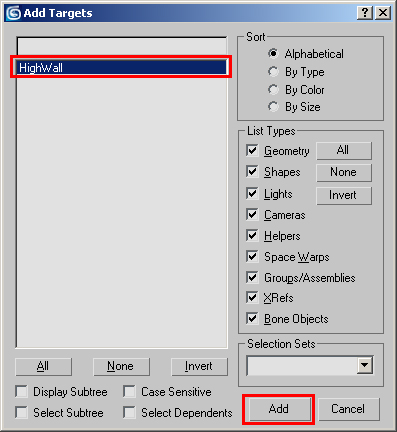 Add Targets
HighWall
Sort
Alphabetical
By Type
By Color
By Size
List Types
Geometry
All
Shapes
None
Lights
Invert
Cameras
Helpers
Space Warps
Groups/Assemblies
XRefs
Bone Objects
All
None
Invert
Selection Sets
Display Subtree
Case Sensitive
Select Subtree
Select Dependents
Add
Cancel